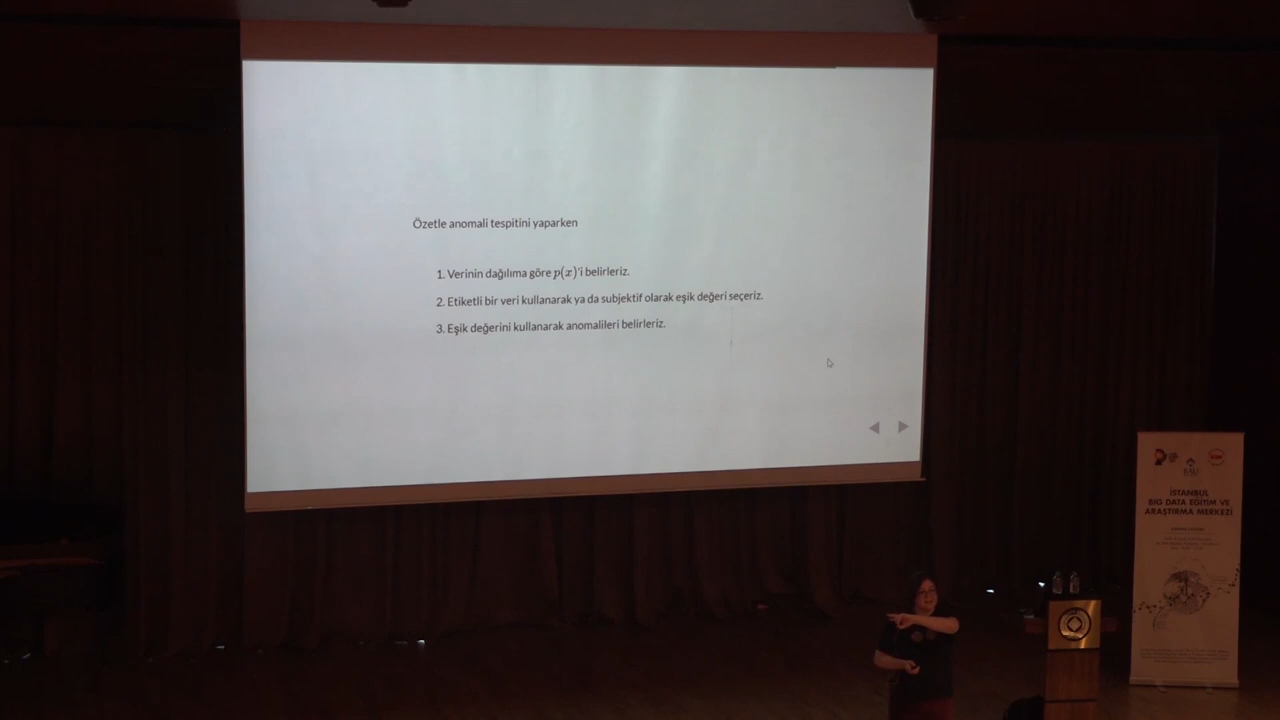 Özetle anomali tespitini yaparken
1. Verinin dağılıma göre p(x)'i belirleriz.
2. Etiketli bir veri kullanarak ya da subjektif olarak eşik değeri seçeriz.
3. Eşik değerini kullanarak anomalileri belirleriz.
BAU
İSTANBUL
BIG DATA EĞİTİM VE
ARAŞTIRMA MERKEZİ